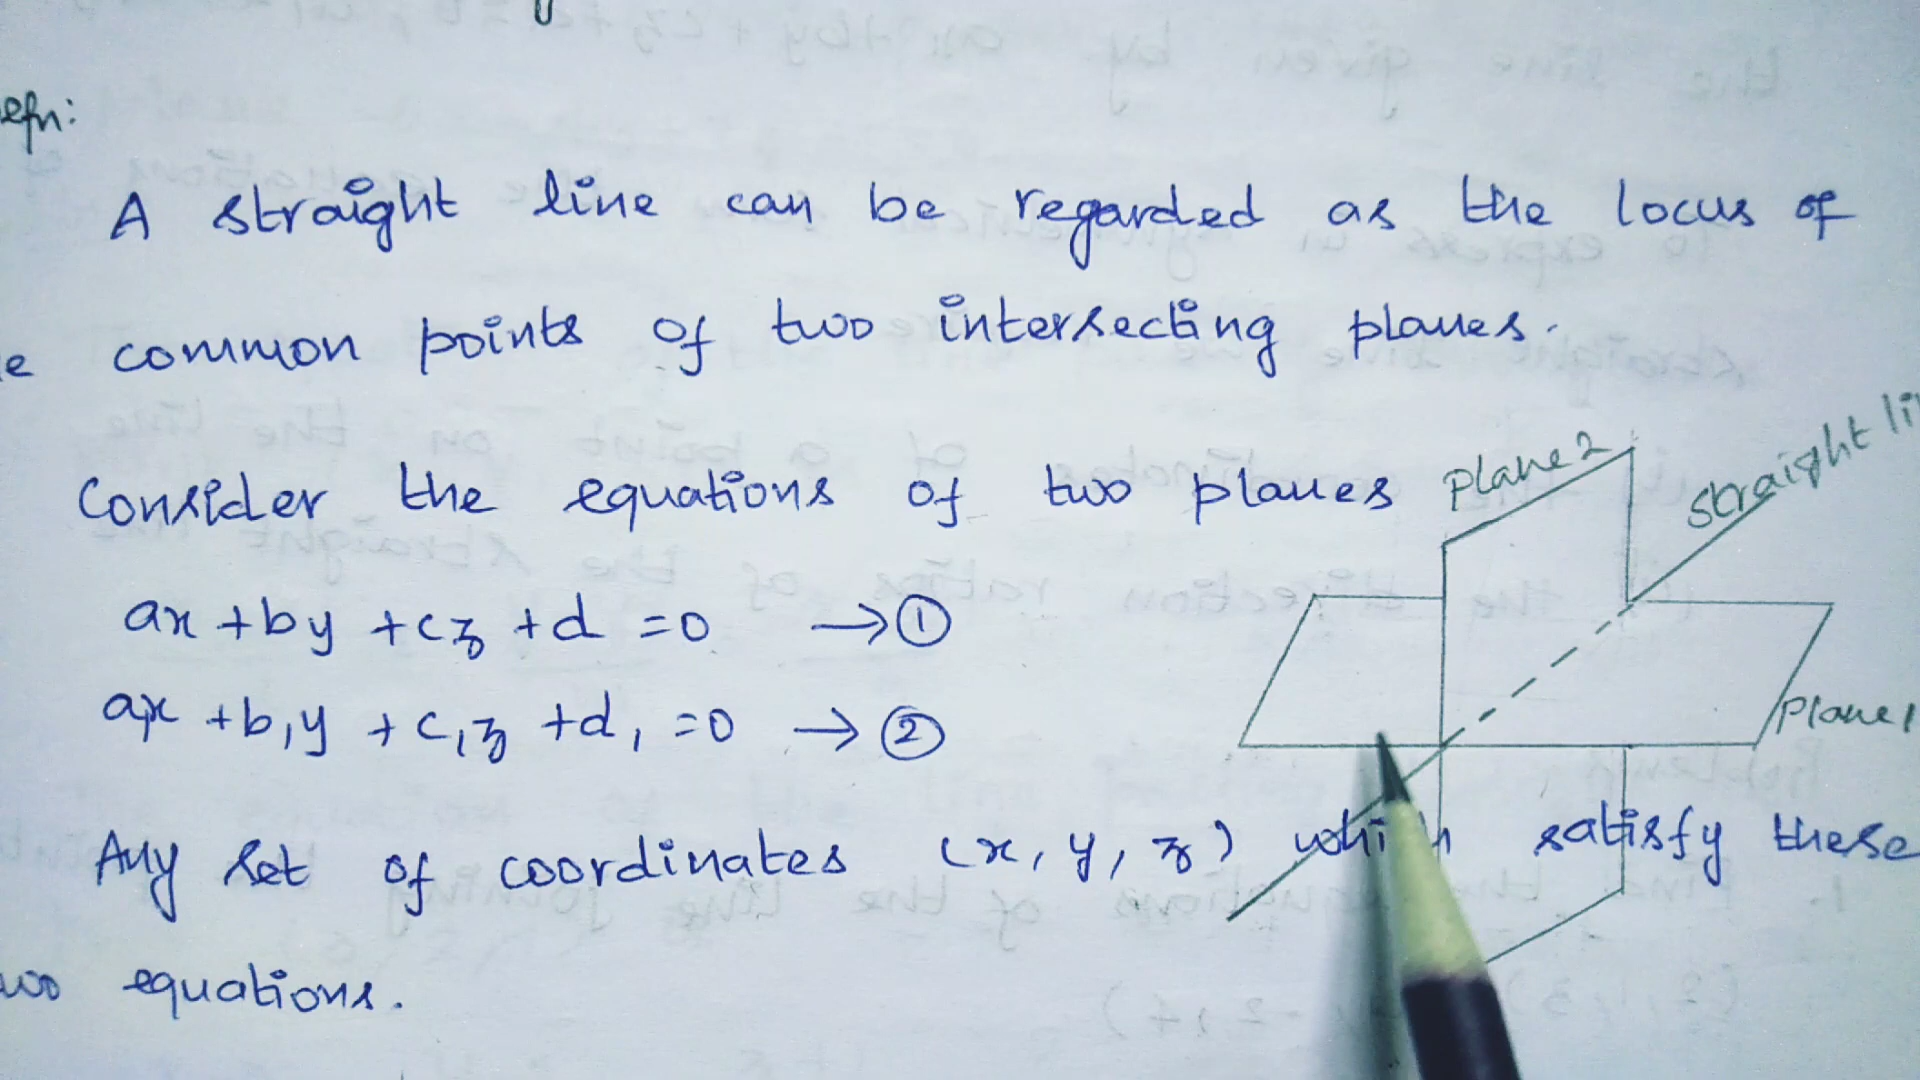 efn:
A straight line can be regarded as the locus of
e common points of two intersecting planes.
Consider the equations of two planes
plane 2
straight li
ax + by + cz + d = 0 → ①
a₁x + b₁y + c₁z + d₁ = 0 → ②
plane 1
Any set of coordinates (x, y, z) which satisfy these
wo equations.